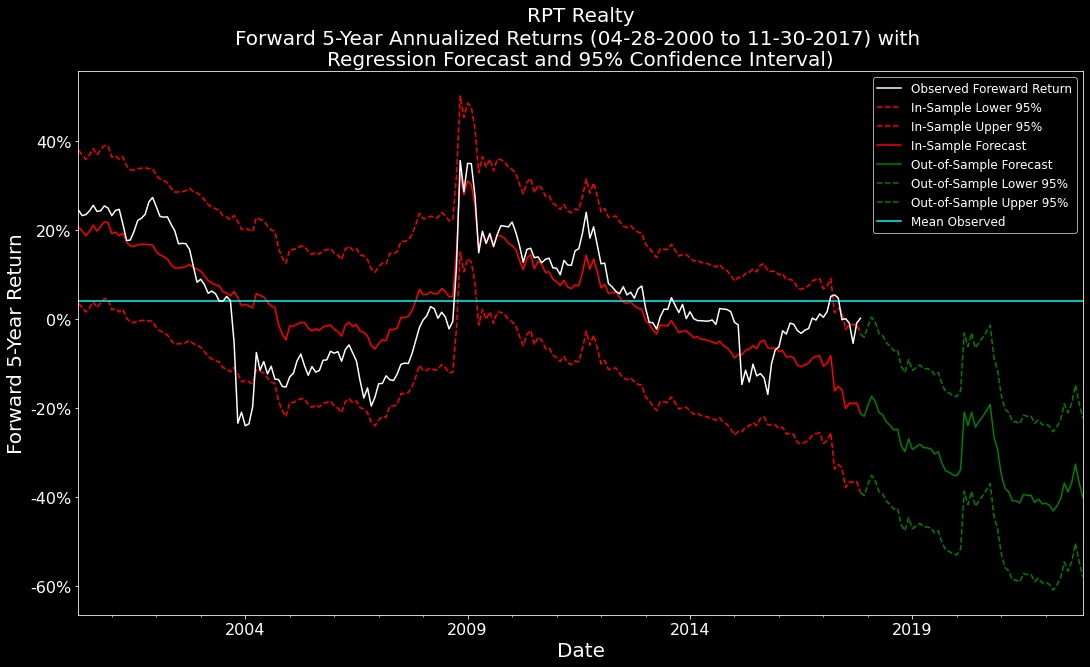 RPT Realty
Forward 5-Year Annualized Returns (04-28-2000 to 11-30-2017) with
Regression Forecast and 95% Confidence Interval)
Observed Foreward Return
In-Sample Lower 95%
In-Sample Upper 95%
In-Sample Forecast
Out-of-Sample Forecast
Out-of-Sample Lower 95%
Out-of-Sample Upper 95%
Mean Observed
Forward 5-Year Return
40%
20%
0%
-20%
-40%
-60%
2004
2009
2014
2019
Date